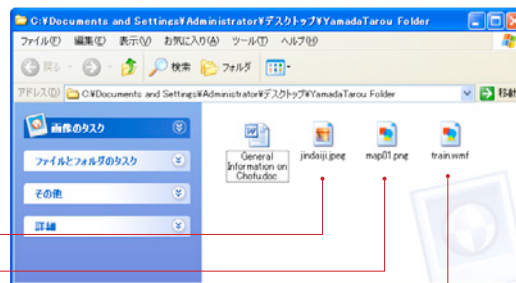 C:¥Documents and Settings¥Administrator¥デスクトップ¥YamadaTarou Folder
ファイル(F) 編集(E) 表示(V) お気に入り(A) ツール(T) ヘルプ(H)
戻る 検索 フォルダ
アドレス(D) C:¥Documents and Settings¥Administrator¥デスクトップ¥YamadaTarou Folder 移動
画像のタスク
ファイルとフォルダのタスク
その他
詳細
General Information on Chofu.doc
jindaiji.jpeg
map01.png
train.wmf